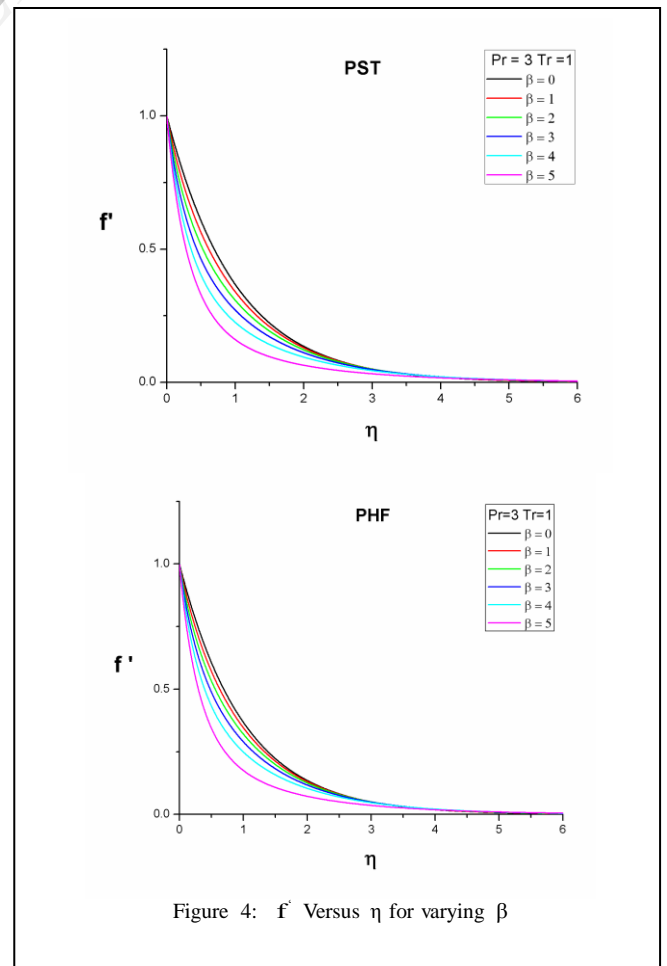 PST
Pr = 3 Tr =1
β = 0
β = 1
β = 2
β = 3
β = 4
β = 5
1.0
0.5
0.0
f'
0 1 2 3 4 5 6
η
PHF
Pr=3 Tr=1
β = 0
β = 1
β = 2
β = 3
β = 4
β = 5
1.0
0.5
0.0
f '
0 1 2 3 4 5 6
η
Figure 4: f‘ Versus η for varying β